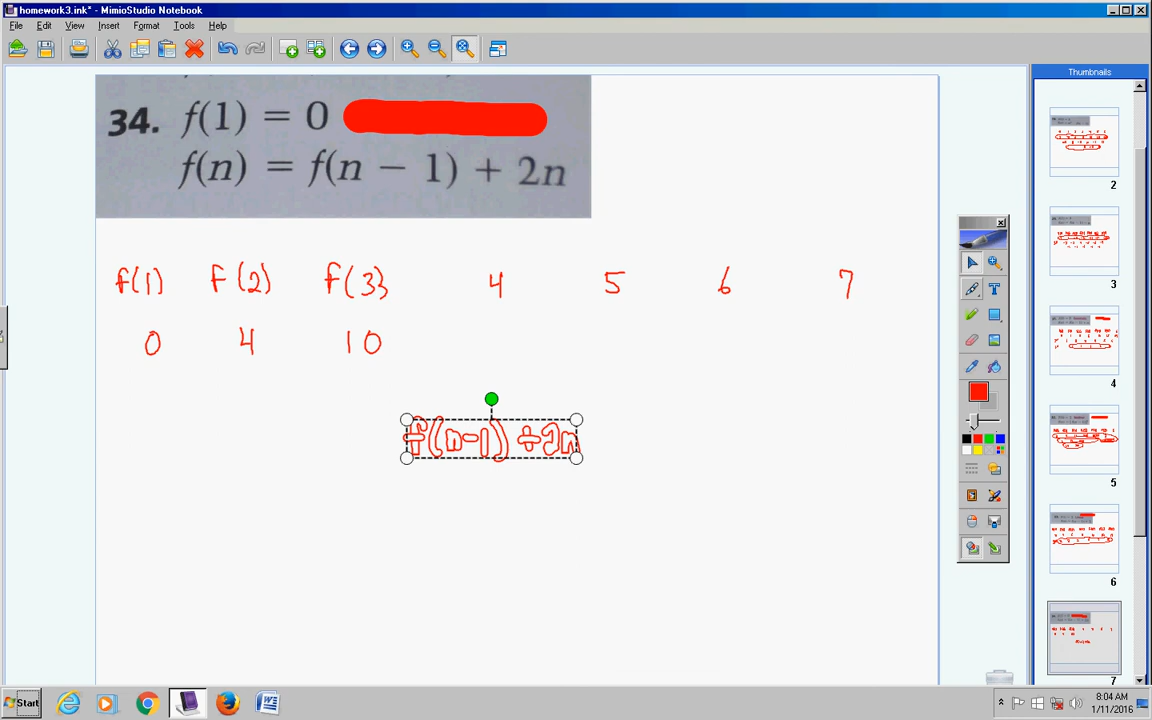 homework3.ink* - MimioStudio Notebook
File Edit View Insert Format Tools Help
Thumbnails
34. f(1) = 0
f(n) = f(n − 1) + 2n
f(1) f(2) f(3) 4 5 6 7
0 4 10
f(n-1) +2n
2
3
4
5
6
7
Start
8:04 AM
1/11/2016